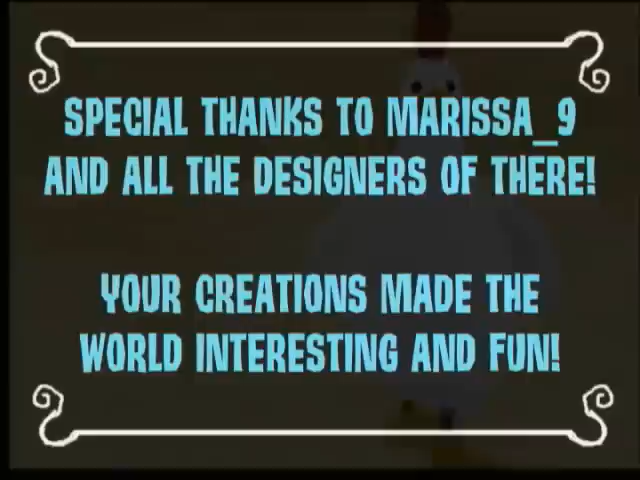 SPECIAL THANKS TO MARISSA_9
AND ALL THE DESIGNERS OF THERE!
YOUR CREATIONS MADE THE
WORLD INTERESTING AND FUN!